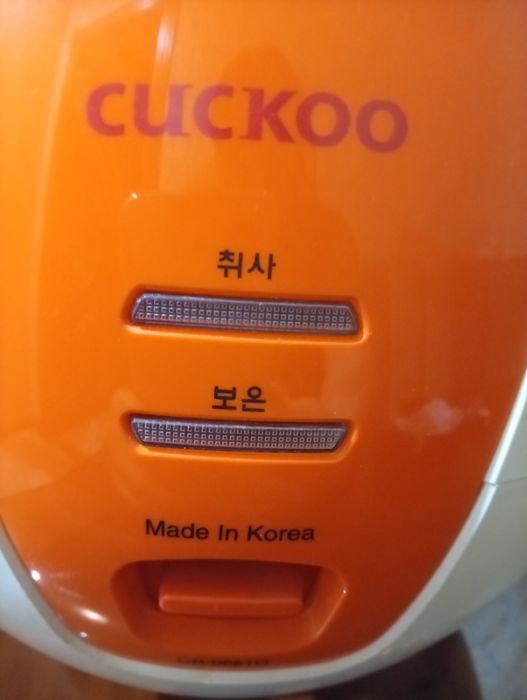 CUCKOO
취사
보온
Made In Korea